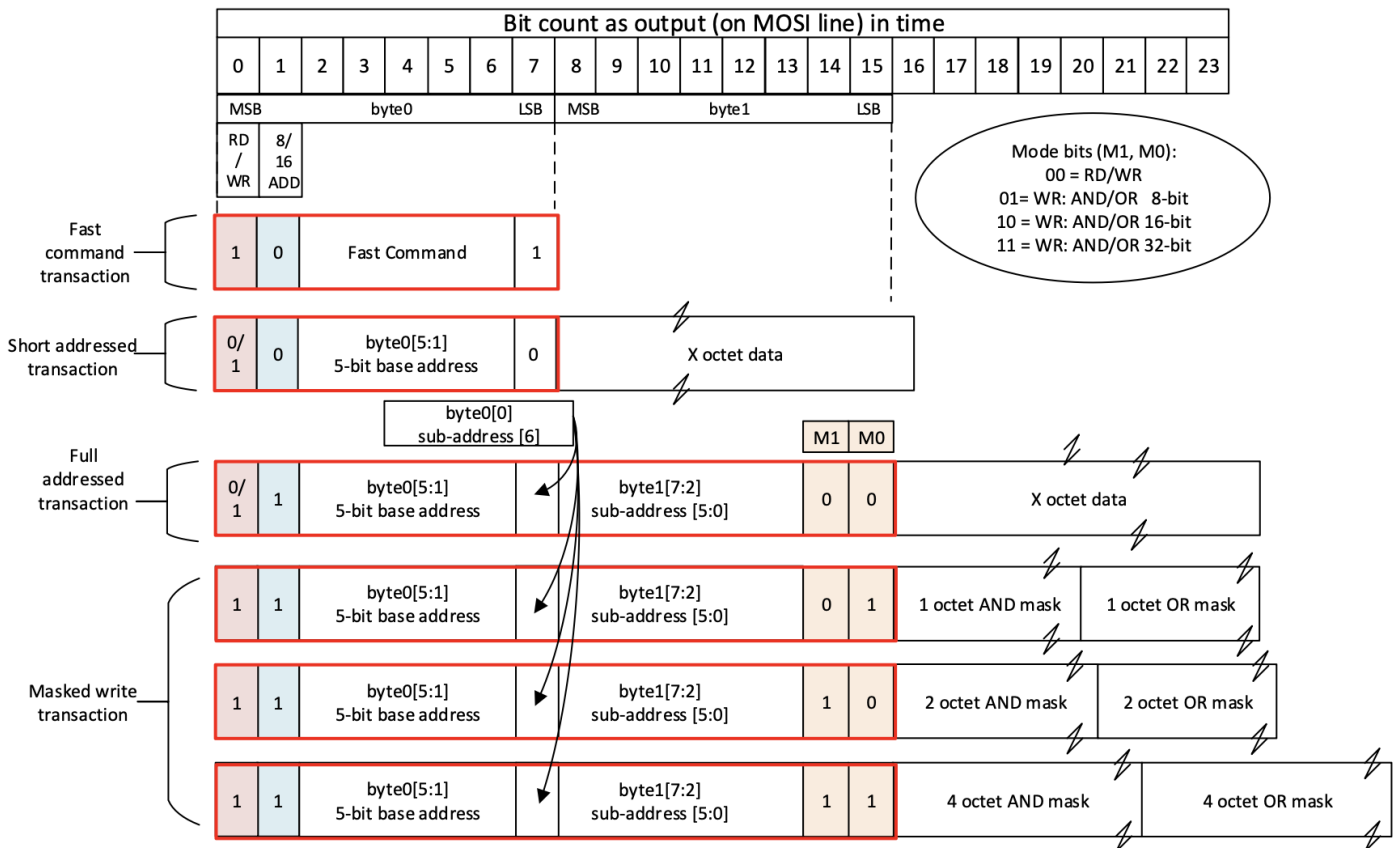 Bit count as output (on MOSI line) in time
0 1 2 3 4 5 6 7 8 9 10 11 12 13 14 15 16 17 18 19 20 21 22 23
MSB byte0 LSB MSB byte1 LSB
RD
/
WR
8/
16
ADD
Mode bits (M1, M0):
00 = RD/WR
01= WR: AND/OR 8-bit
10 = WR: AND/OR 16-bit
11 = WR: AND/OR 32-bit
Fast
command
transaction
1 0 Fast Command 1
Short addressed
transaction
0/
1
0
byte0[5:1]
5-bit base address
0
X octet data
byte0[0]
sub-address [6]
M1 M0
Full
addressed
transaction
0/
1
1
byte0[5:1]
5-bit base address
byte1[7:2]
sub-address [5:0]
0 0
X octet data
Masked write
transaction
1 1
byte0[5:1]
5-bit base address
byte1[7:2]
sub-address [5:0]
0 1
1 octet AND mask
1 octet OR mask
1 1
byte0[5:1]
5-bit base address
byte1[7:2]
sub-address [5:0]
1 0
2 octet AND mask
2 octet OR mask
1 1
byte0[5:1]
5-bit base address
byte1[7:2]
sub-address [5:0]
1 1
4 octet AND mask
4 octet OR mask